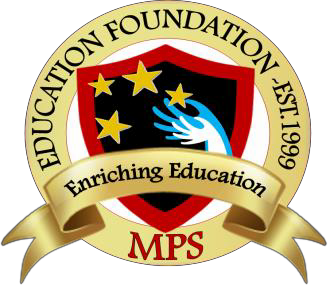 EDUCATION FOUNDATION -EST.1999
Enriching Education
MPS